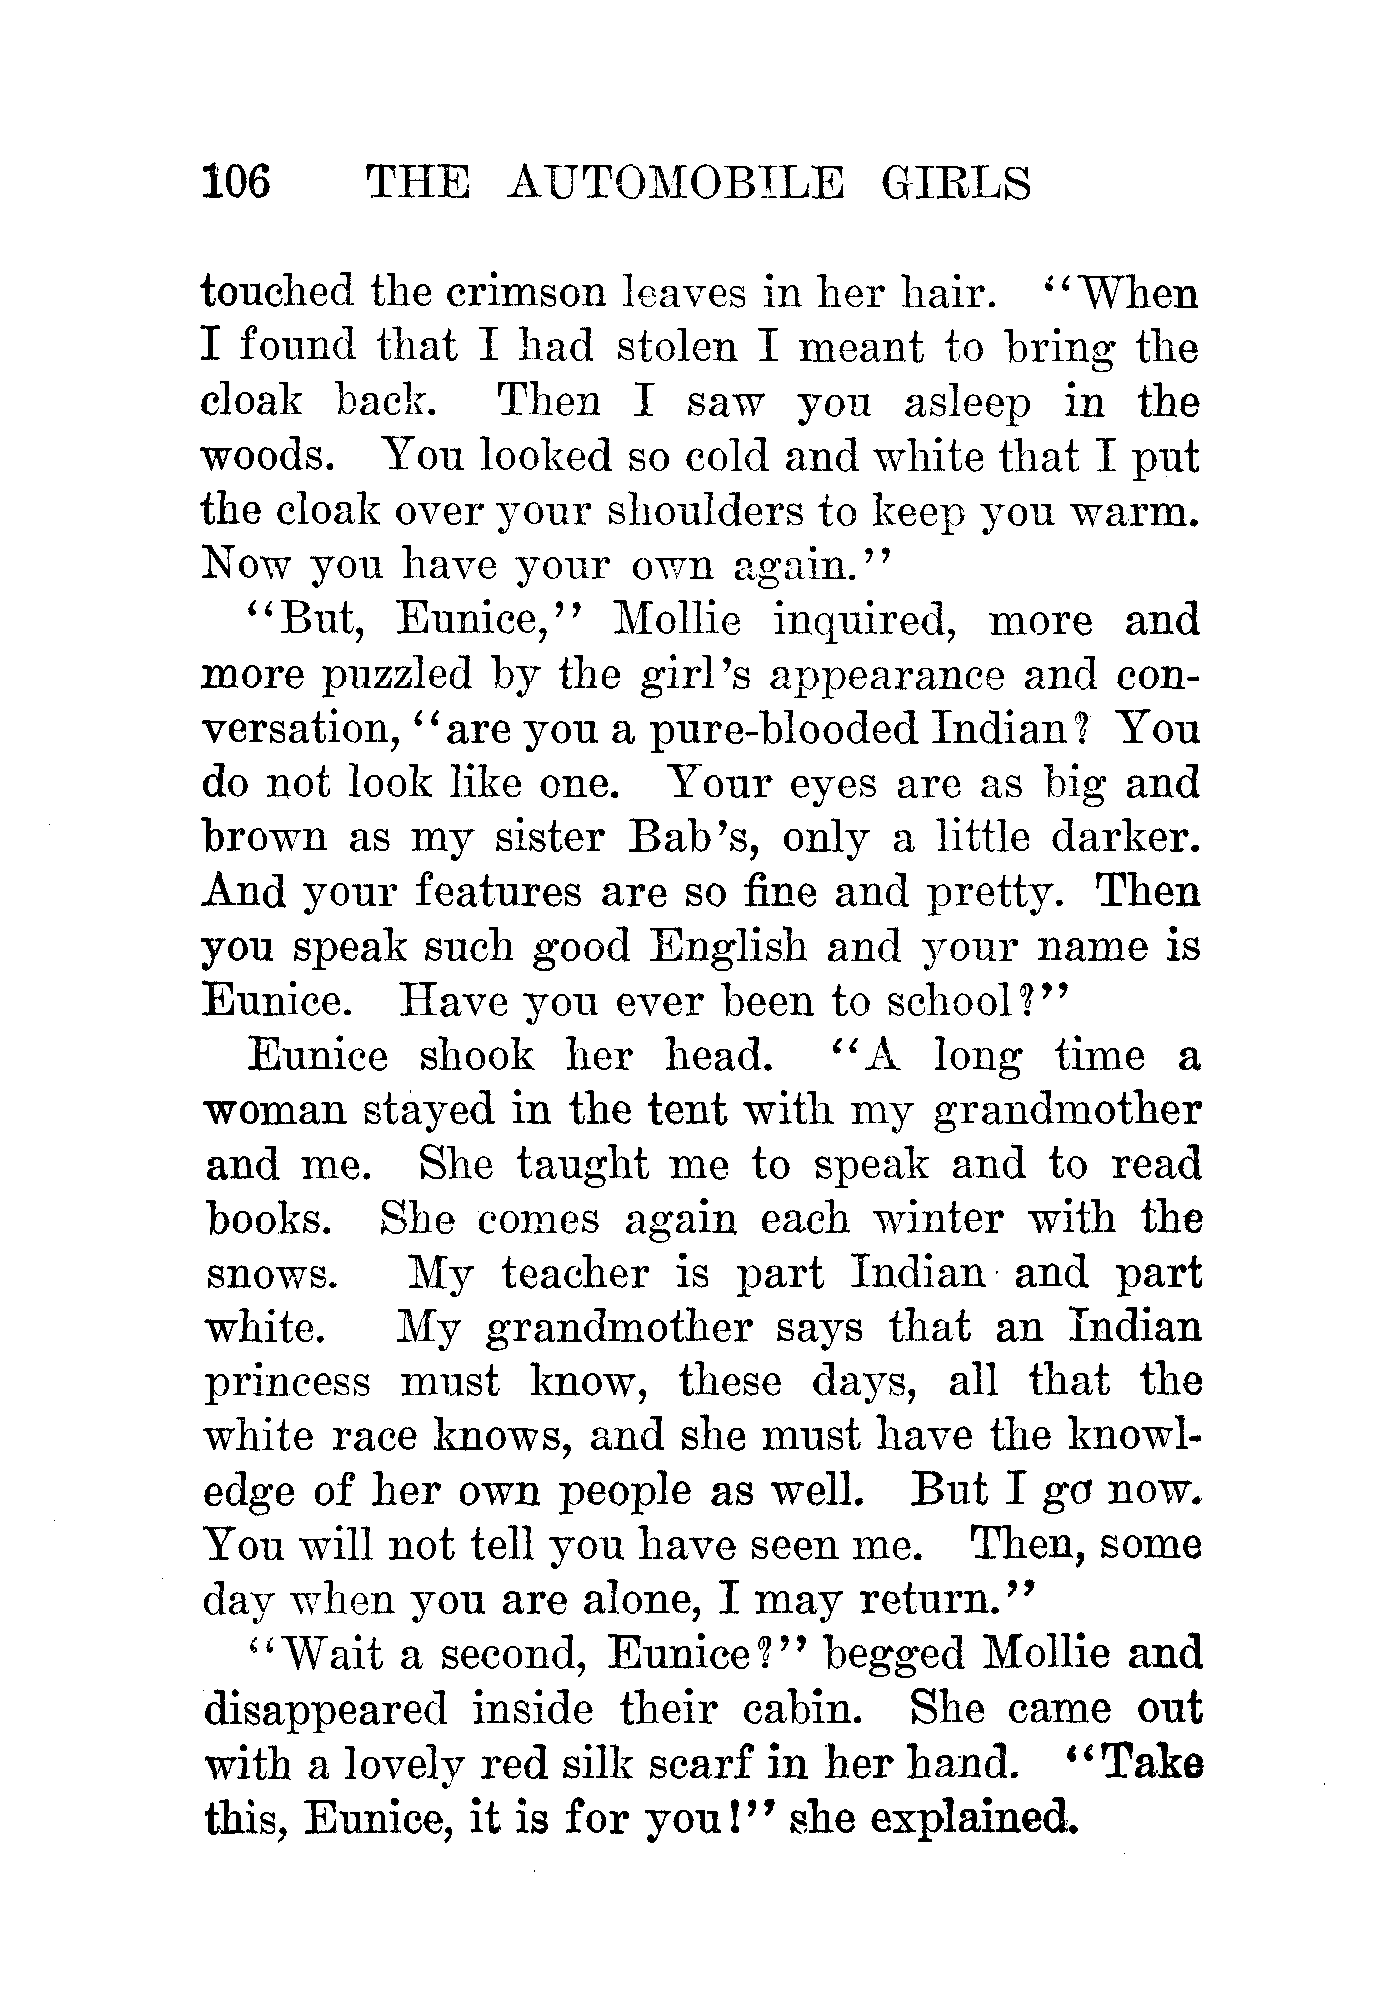 106 THE AUTOMOBILE GIRLS
touched the crimson leaves in her hair. "When
I found that I had stolen I meant to bring the
cloak back. Then I saw you asleep in the
woods. You looked so cold and white that I put
the cloak over your shoulders to keep you warm.
Now you have your own again."
"But, Eunice," Mollie inquired, more and
more puzzled by the girl's appearance and con-
versation, "are you a pure-blooded Indian? You
do not look like one. Your eyes are as big and
brown as my sister Bab's, only a little darker.
And your features are so fine and pretty. Then
you speak such good English and your name is
Eunice. Have you ever been to school?"
Eunice shook her head. "A long time a
woman stayed in the tent with my grandmother
and me. She taught me to speak and to read
books. She comes again each winter with the
snows. My teacher is part Indian and part
white. My grandmother says that an Indian
princess must know, these days, all that the
white race knows, and she must have the knowl-
edge of her own people as well. But I go now.
You will not tell you have seen me. Then, some
day when you are alone, I may return."
"Wait a second, Eunice?" begged Mollie and
disappeared inside their cabin. She came out
with a lovely red silk scarf in her hand. "Take
this, Eunice, it is for you!" she explained.